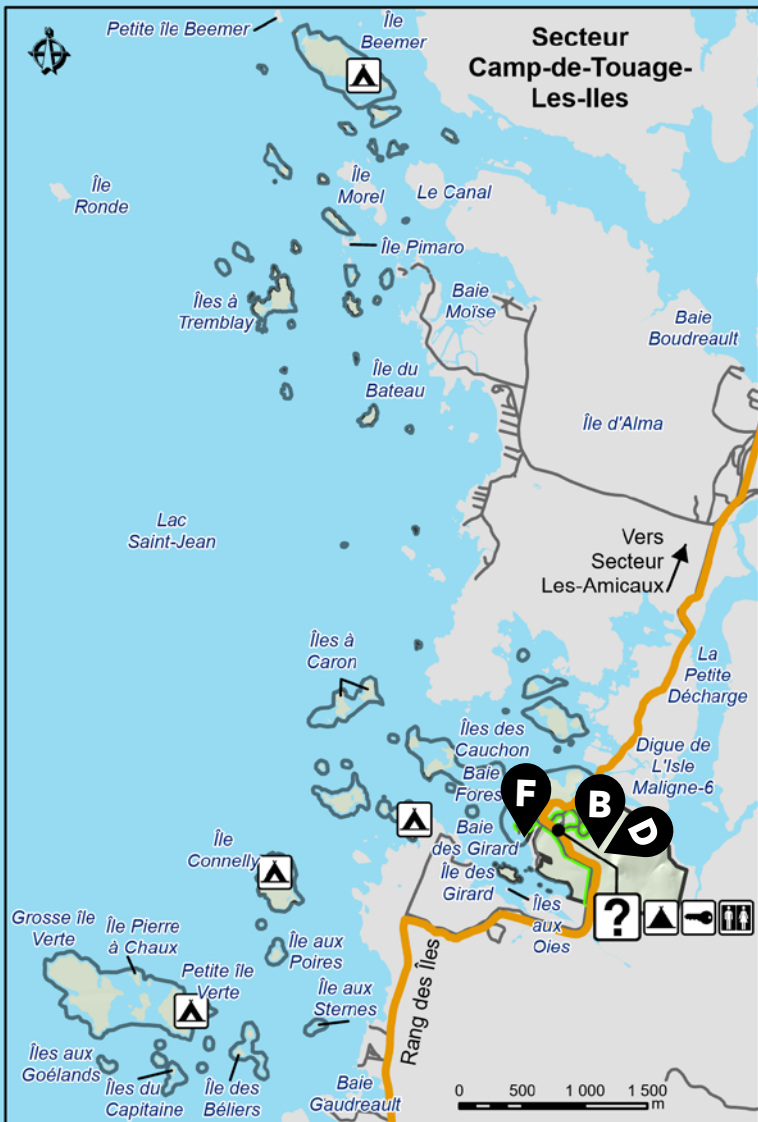 Petite île Beemer
Île
Beemer
Secteur
Camp-de-Touage-
Les-Iles
Île
Ronde
Île
Morel
Le Canal
Île Pimaro
Îles à
Tremblay
Baie
Moïse
Baie
Boudreault
Île du
Bateau
Île d'Alma
Lac
Saint-Jean
Vers
Secteur
Les-Amicaux
Îles à
Caron
La
Petite
Décharge
Îles des
Cauchon
Digue de
L'Isle
Maligne-6
Baie
F
B
D
Baie
des Girard
Île
Connelly
Île des
Girard
Îles
aux
Oies
?
Grosse île
Verte
Île Pierre
à Chaux
Petite île
Verte
Île aux
Poires
Île aux
Sternes
Rang des Îles
Îles aux
Goélands
Îles du
Capitaine
Île des
Béliers
Baie
Gaudreault
0 500 1 000 1 500
m